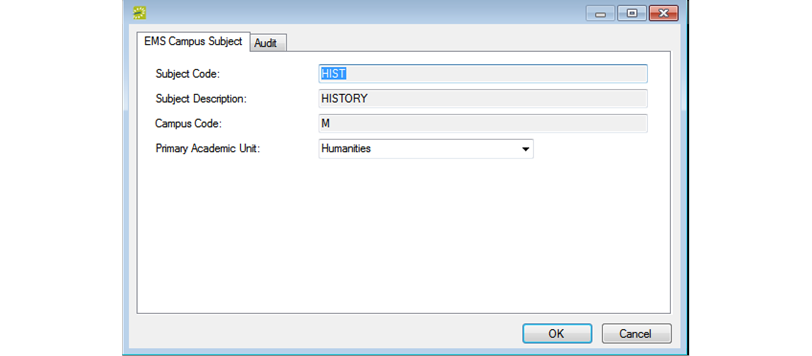 EMS Campus Subject Audit
Subject Code: HIST
Subject Description: HISTORY
Campus Code: M
Primary Academic Unit: Humanities
OK Cancel